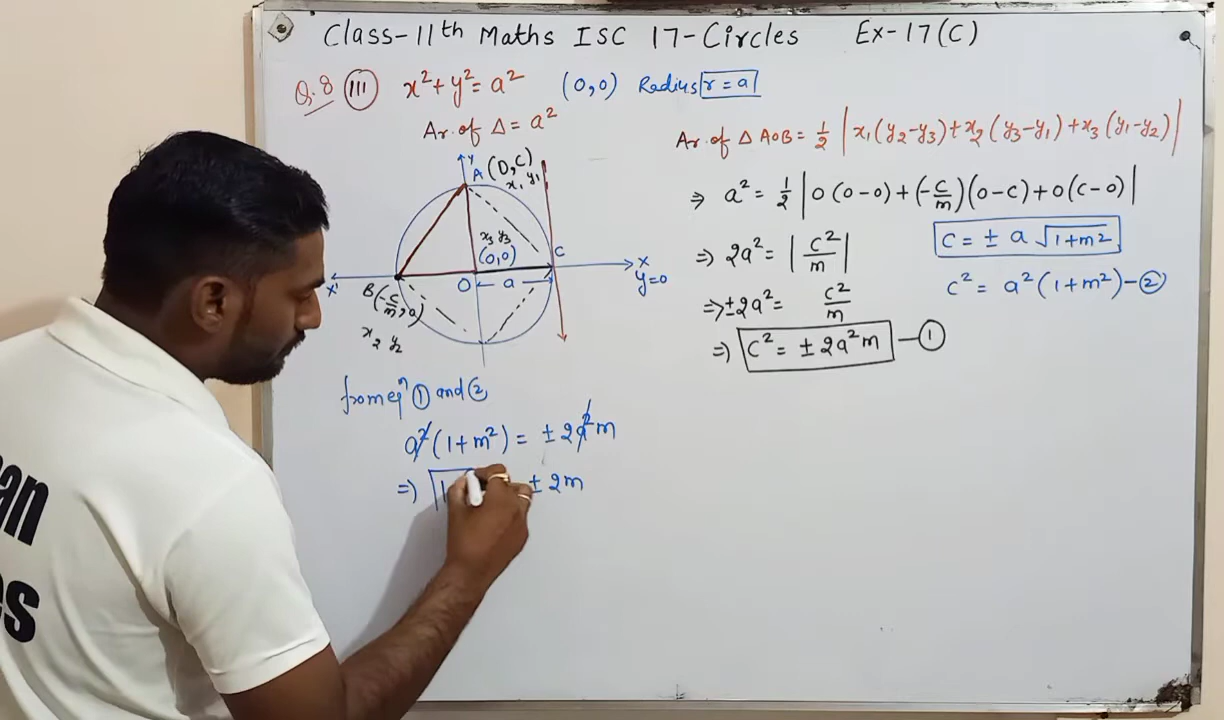 Class-11th Maths ISC 17-Circles Ex-17(C)
Q.8 (III) x²+y²=a² (0,0) Radius r=a
Ar. of Δ = a²
Y
A (0,C)
x₁ y₁
x₃ y₃
(0,0)
C
X' O a X
y=0
B(-c/m, 0)
x₂ y₂
from eqⁿ ① and ②
a²(1+m²) = ±2a²m
=> ± 2m
Ar. of Δ AOB = 1/2 |x₁(y₂-y₃)+x₂(y₃-y₁)+x₃(y₁-y₂)|
=> a² = 1/2 |0(0-0)+(-c/m)(0-c)+0(c-0)|
=> 2a² = |c²/m|
=> ±2a² = c²/m
=> c² = ±2a²m —①
c = ± a √1+m²
c² = a²(1+m²)-②
an
es